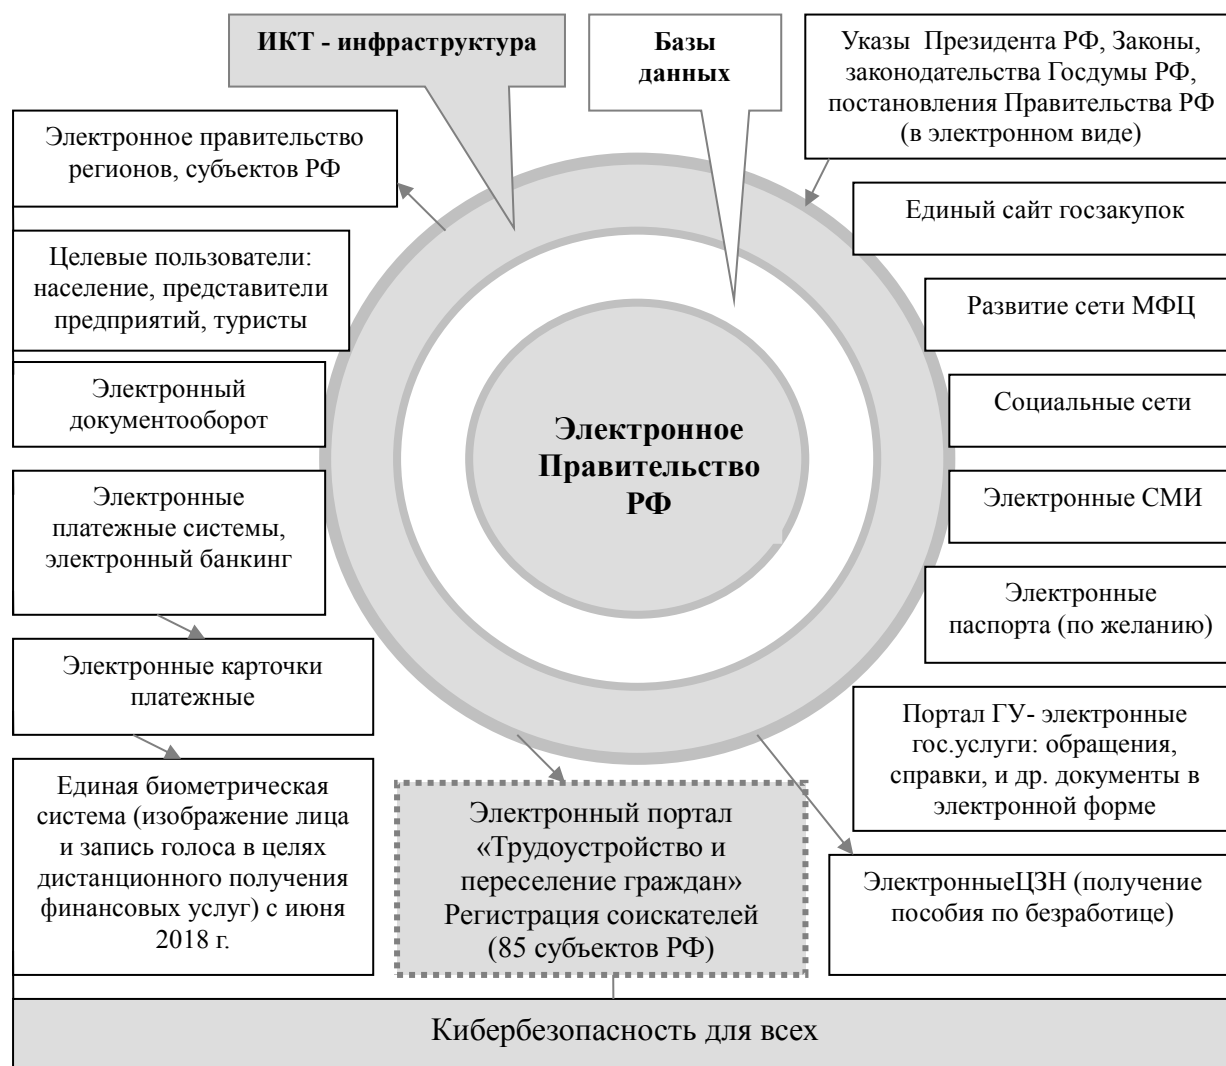 ИКТ - инфраструктура
Базы
данных
Указы Президента РФ, Законы,
законодательства Госдумы РФ,
постановления Правительства РФ
(в электронном виде)
Электронное правительство
регионов, субъектов РФ
Единый сайт госзакупок
Целевые пользователи:
население, представители
предприятий, туристы
Развитие сети МФЦ
Электронный
документооборот
Социальные сети
Электронное
Правительство
РФ
Электронные
платежные системы,
электронный банкинг
Электронные СМИ
Электронные
паспорта (по желанию)
Электронные карточки
платежные
Портал ГУ- электронные
гос.услуги: обращения,
справки, и др. документы в
электронной форме
Единая биометрическая
система (изображение лица
и запись голоса в целях
дистанционного получения
финансовых услуг) с июня
2018 г.
Электронный портал
«Трудоустройство и
переселение граждан»
Регистрация соискателей
(85 субъектов РФ)
ЭлектронныеЦЗН (получение
пособия по безработице)
Кибербезопасность для всех